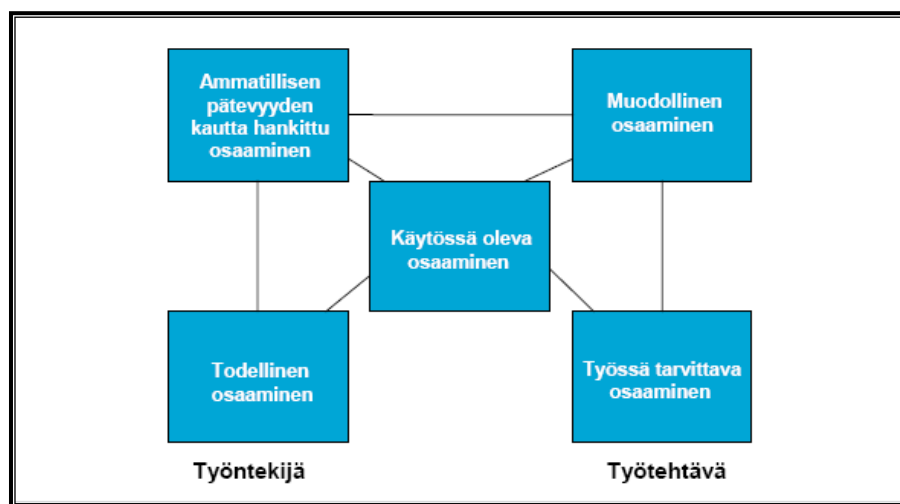 Ammatillisen
pätevyyden
kautta hankittu
osaaminen
Muodollinen
osaaminen
Käytössä oleva
osaaminen
Todellinen
osaaminen
Työssä tarvittava
osaaminen
Työntekijä
Työtehtävä